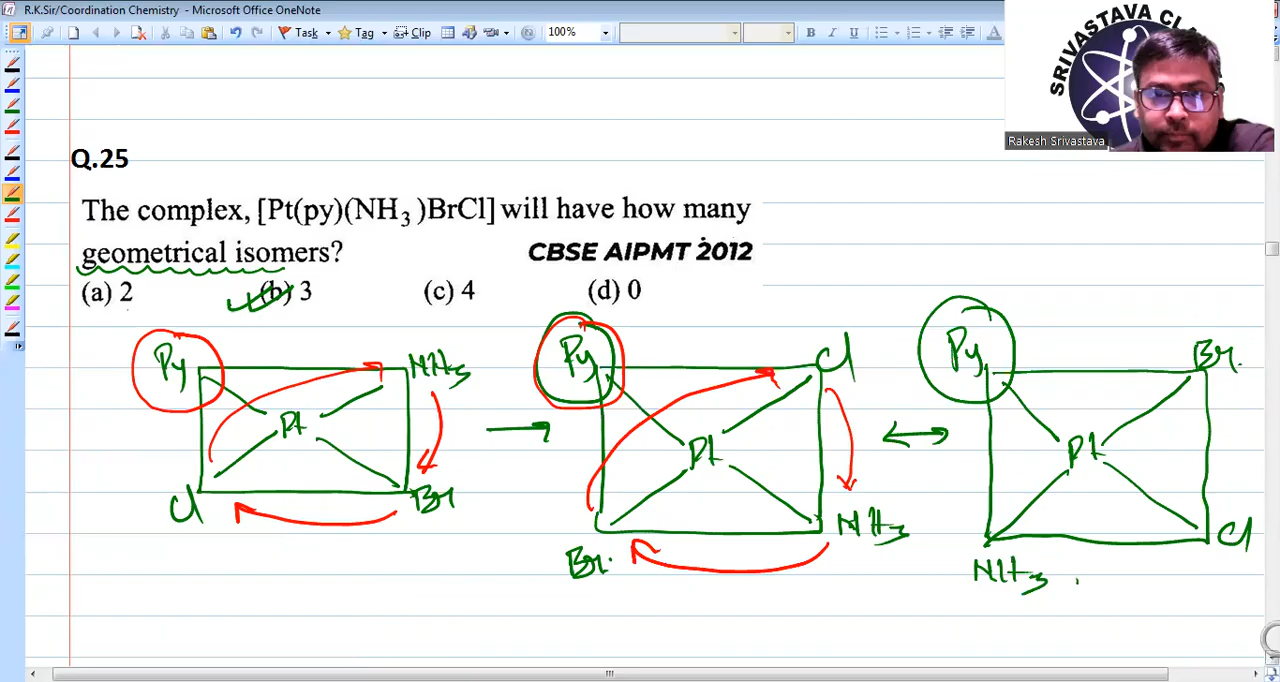 R.K.Sir/Coordination Chemistry - Microsoft Office OneNote
Task
Tag
Clip
100%
B I U
A
SRIVASTAVA CL
Rakesh Srivastava
Q.25
The complex, [Pt(py)(NH3)BrCl] will have how many
geometrical isomers?
CBSE AIPMT 2012
(a) 2 (b) 3 (c) 4 (d) 0
Py NH3
Pt
Cl Br
Py Cl
Pt
Br. NH3
Py Br.
Pt
NH3 Cl